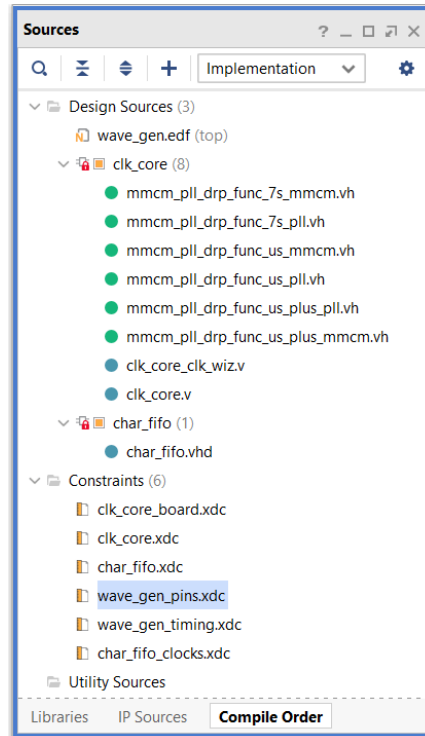 Sources
Implementation
Design Sources (3)
wave_gen.edf (top)
clk_core (8)
mmcm_pll_drp_func_7s_mmcm.vh
mmcm_pll_drp_func_7s_pll.vh
mmcm_pll_drp_func_us_mmcm.vh
mmcm_pll_drp_func_us_pll.vh
mmcm_pll_drp_func_us_plus_pll.vh
mmcm_pll_drp_func_us_plus_mmcm.vh
clk_core_clk_wiz.v
clk_core.v
char_fifo (1)
char_fifo.vhd
Constraints (6)
clk_core_board.xdc
clk_core.xdc
char_fifo.xdc
wave_gen_pins.xdc
wave_gen_timing.xdc
char_fifo_clocks.xdc
Utility Sources
Libraries IP Sources Compile Order